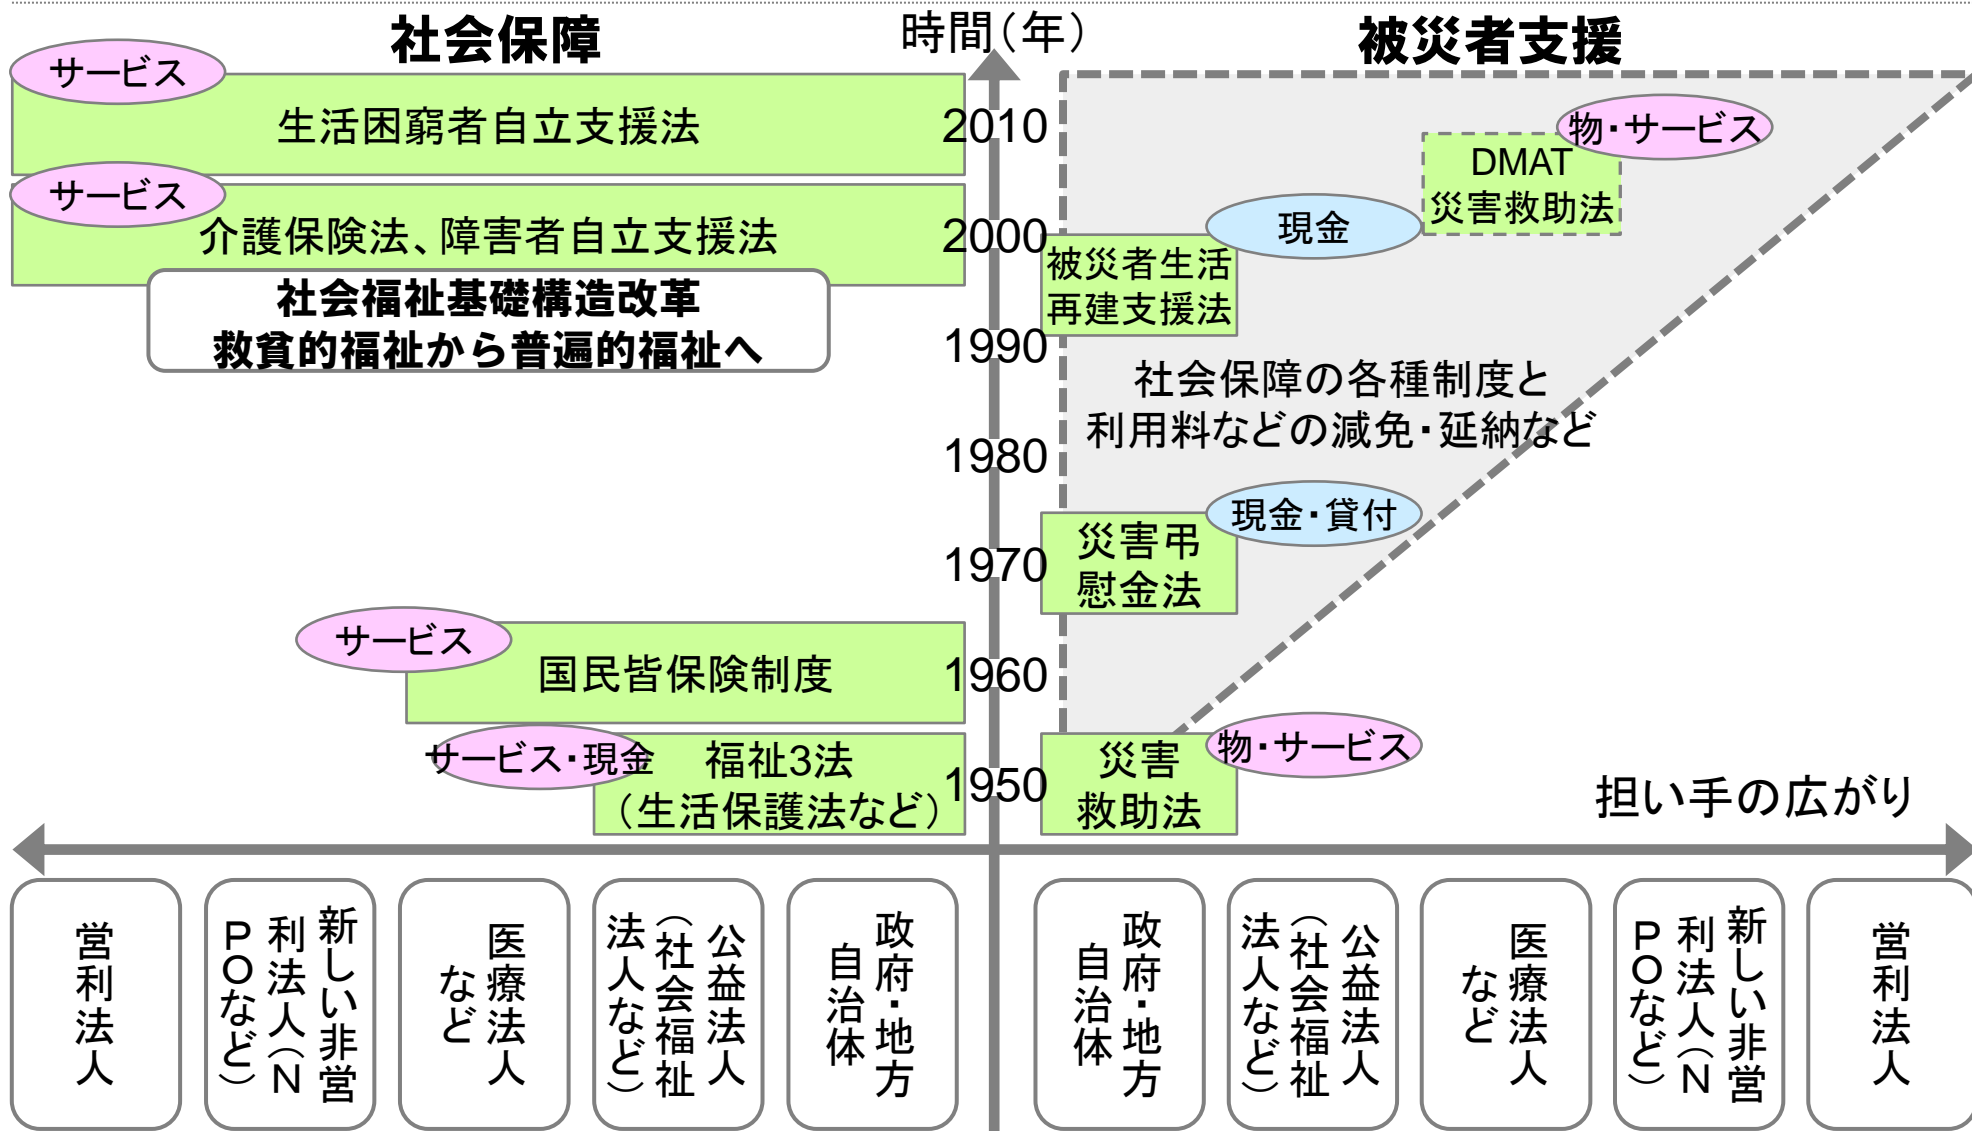 社会保障
時間（年）
被災者支援
サービス
生活困窮者自立支援法
サービス
介護保険法、障害者自立支援法
社会福祉基礎構造改革
救貧的福祉から普遍的福祉へ
サービス
国民皆保険制度
サービス・現金
福祉3法
（生活保護法など）
2010
2000
1990
1980
1970
1960
1950
物・サービス
DMAT
災害救助法
現金
被災者生活
再建支援法
社会保障の各種制度と
利用料などの減免・延納など
現金・貸付
災害弔
慰金法
物・サービス
災害
救助法
担い手の広がり
営利法人
新しい非営
利法人（Ｎ
ＰＯなど）
医療法人
など
公益法人
（社会福祉
法人など）
政府・地方
自治体
政府・地方
自治体
公益法人
（社会福祉
法人など）
医療法人
など
新しい非営
利法人（Ｎ
ＰＯなど）
営利法人